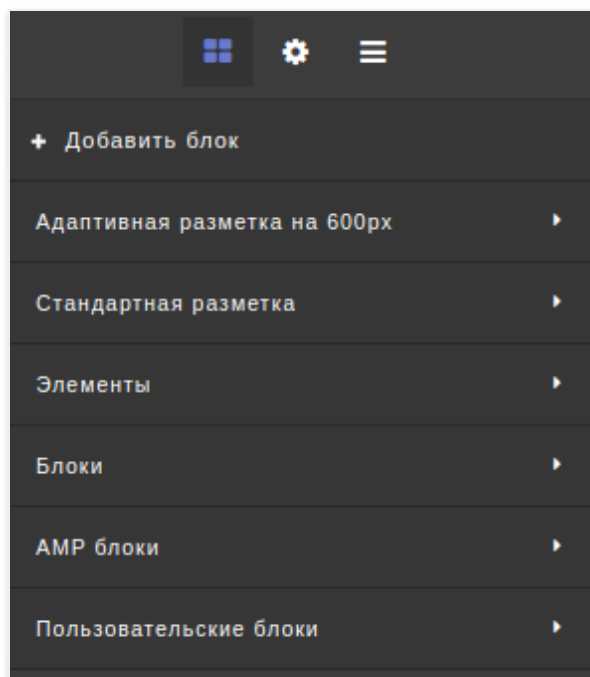 Добавить блок
Адаптивная разметка на 600px
Стандартная разметка
Элементы
Блоки
AMP блоки
Пользовательские блоки